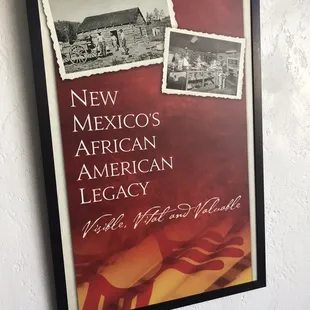 New
Mexico's
African
American
Legacy
Visible, Vital and Valuable